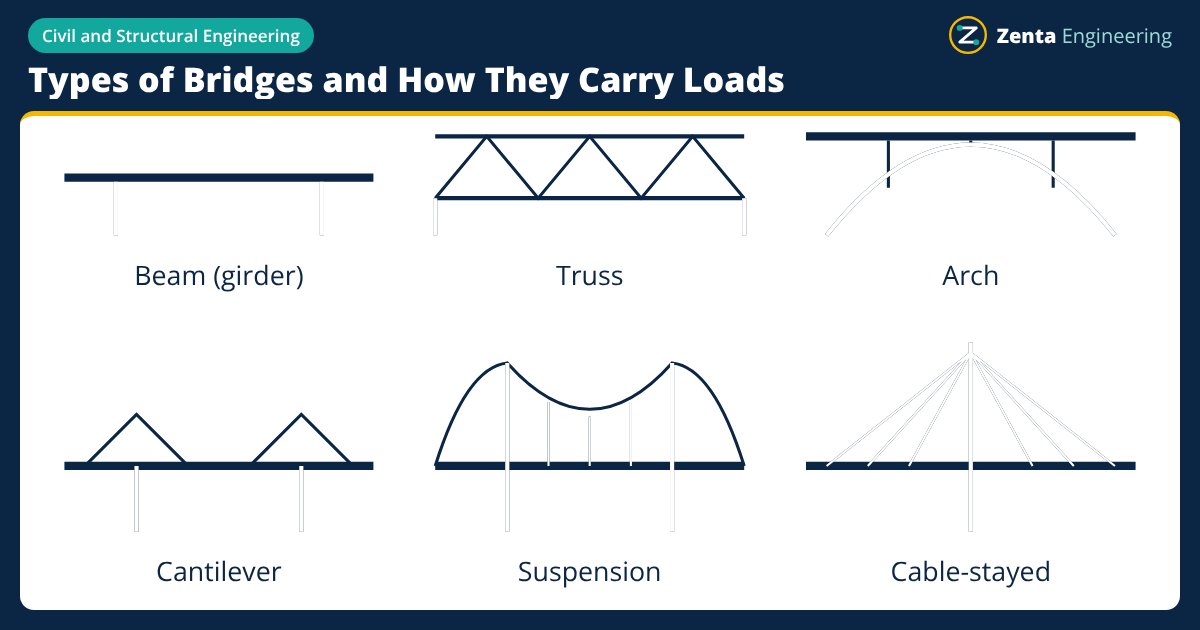 Civil and Structural Engineering
Zenta Engineering
Types of Bridges and How They Carry Loads
Beam (girder)
Truss
Arch
Cantilever
Suspension
Cable-stayed